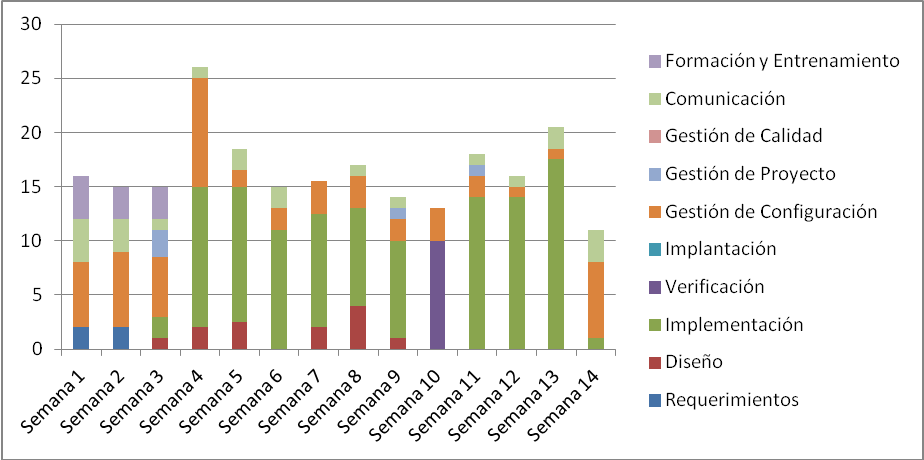 30
25
20
15
10
5
0
Semana 1
Semana 2
Semana 3
Semana 4
Semana 5
Semana 6
Semana 7
Semana 8
Semana 9
Semana 10
Semana 11
Semana 12
Semana 13
Semana 14
Formación y Entrenamiento
Comunicación
Gestión de Calidad
Gestión de Proyecto
Gestión de Configuración
Implantación
Verificación
Implementación
Diseño
Requerimientos